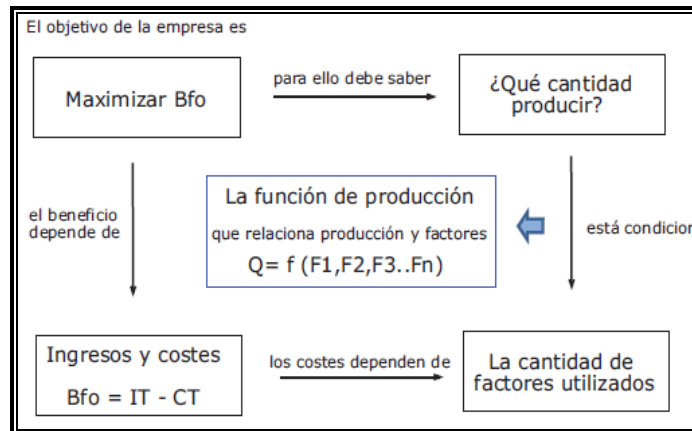 El objetivo de la empresa es
Maximizar Bfo
para ello debe saber
¿Qué cantidad
producir?
el beneficio
depende de
La función de producción
que relaciona producción y factores
Q= f (F1,F2,F3..Fn)
está condicion
Ingresos y costes
Bfo = IT - CT
los costes dependen de
La cantidad de
factores utilizados